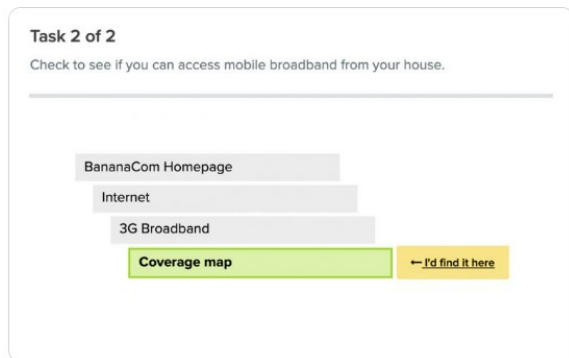 Task 2 of 2
Check to see if you can access mobile broadband from your house.
BananaCom Homepage
Internet
3G Broadband
Coverage map
← I'd find it here